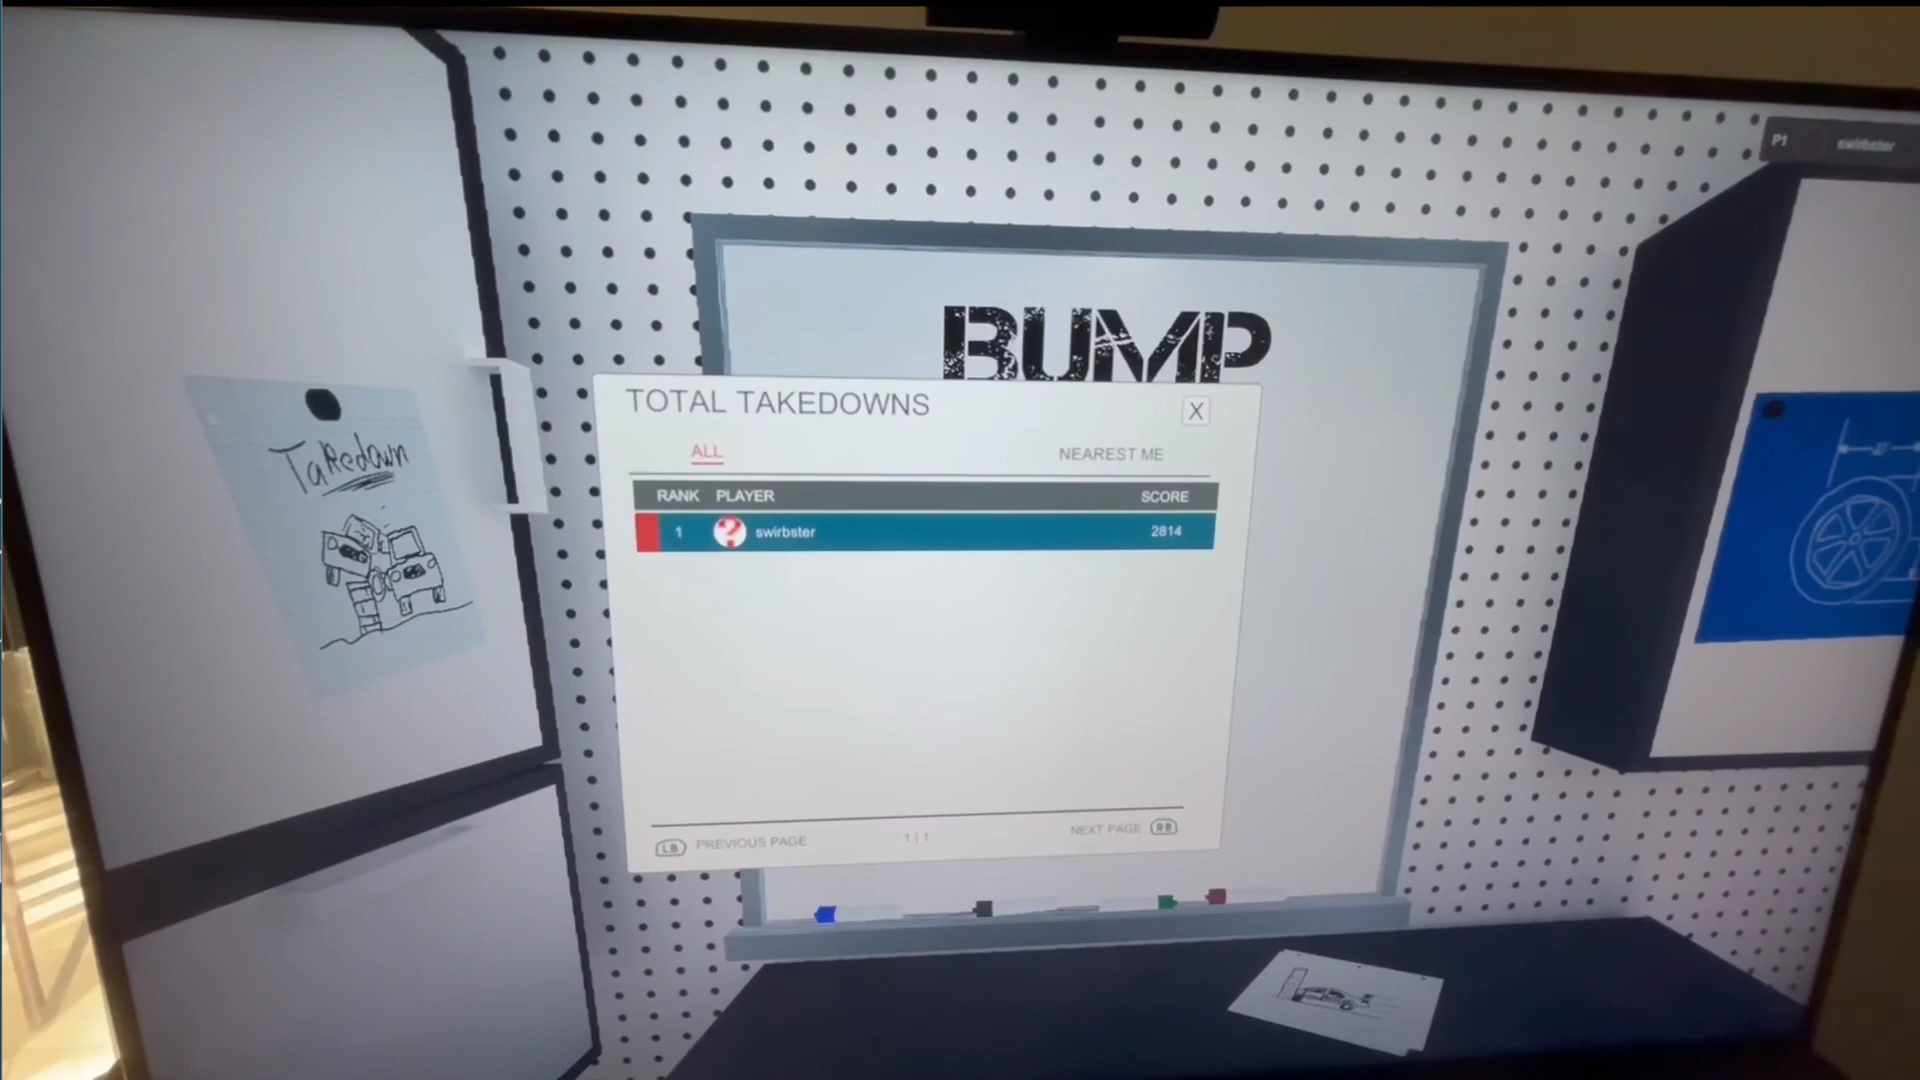 P1 swirbster
BUMP
TOTAL TAKEDOWNS
X
ALL NEAREST ME
RANK PLAYER SCORE
1 ? swirbster 2814
LB PREVIOUS PAGE 1 | 1 NEXT PAGE RB
Takedown